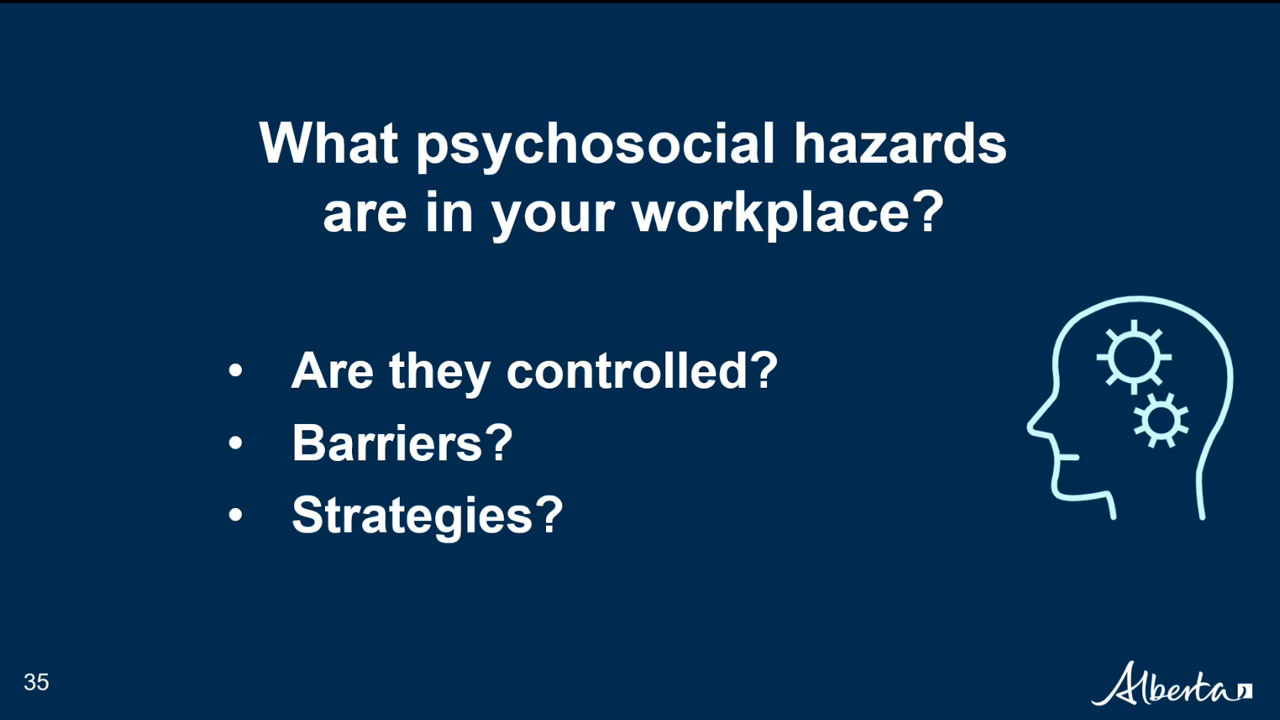 What psychosocial hazards
are in your workplace?
• Are they controlled?
• Barriers?
• Strategies?
35
Alberta